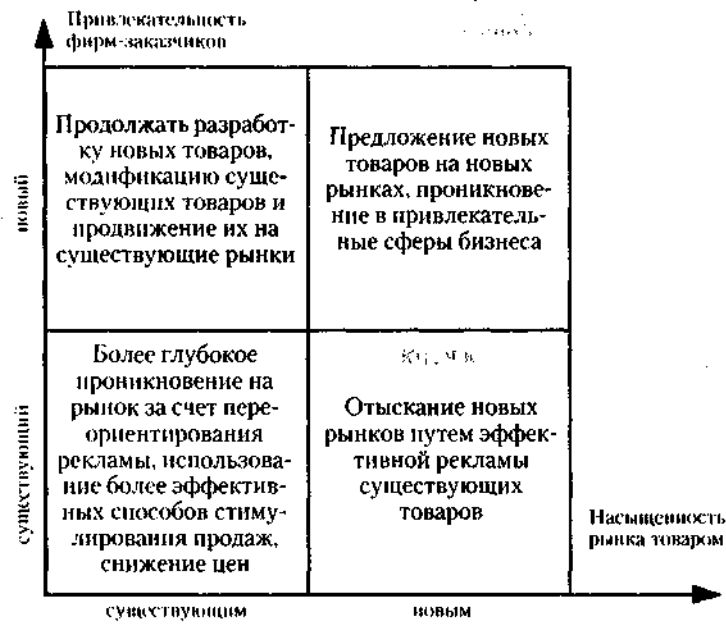 Привлекательность
фирм-заказчиков
Продолжать разработ-
ку новых товаров,
модификацию суще-
ствующих товаров и
продвижение их на
существующие рынки
Предложение новых
товаров на новых
рынках, проникнове-
ние в привлекатель-
ные сферы бизнеса
новый
Более глубокое
проникновение на
рынок за счет пере-
ориентирования
рекламы, использова-
ние более эффектив-
ных способов стиму-
лирования продаж,
снижение цен
Отыскание новых
рынков путем эффек-
тивной рекламы
существующих
товаров
существующий
Насыщенность
рынка товаром
существующим
новым